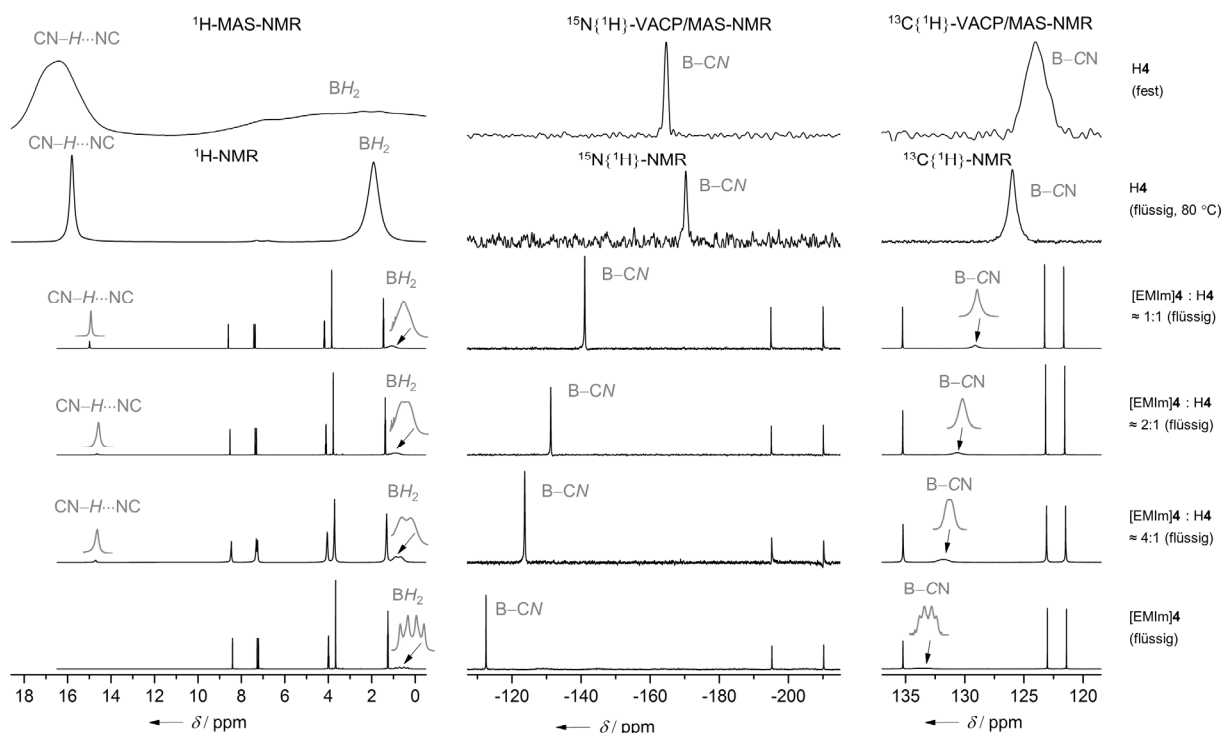 ¹H-MAS-NMR
¹⁵N{¹H}-VACP/MAS-NMR
¹³C{¹H}-VACP/MAS-NMR
CN–H···NC
BH₂
B–CN
B–CN
H4
(fest)
CN–H···NC
¹H-NMR
BH₂
¹⁵N{¹H}-NMR
B–CN
¹³C{¹H}-NMR
B–CN
H4
(flüssig, 80 °C)
CN–H···NC
BH₂
B–CN
B–CN
[EMIm]4 : H4
≈ 1:1 (flüssig)
CN–H···NC
BH₂
B–CN
B–CN
[EMIm]4 : H4
≈ 2:1 (flüssig)
CN–H···NC
BH₂
B–CN
B–CN
[EMIm]4 : H4
≈ 4:1 (flüssig)
BH₂
B–CN
B–CN
[EMIm]4
(flüssig)
18 16 14 12 10 8 6 4 2 0
-120 -140 -160 -180 -200
135 130 125 120
δ / ppm
δ / ppm
δ / ppm